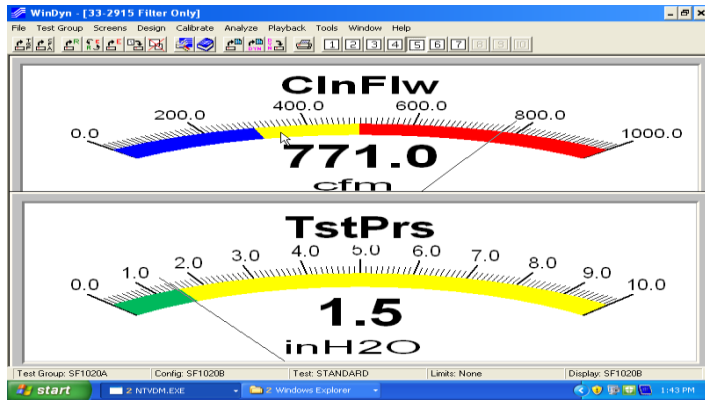 WinDyn - [33-2915 Filter Only]
File Test Group Screens Design Calibrate Analyze Playback Tools Window Help
1 2 3 4 5 6 7 8 9 10
ClnFlw
0.0 200.0 400.0 600.0 800.0 1000.0
771.0
cfm
TstPrs
0.0 1.0 2.0 3.0 4.0 5.0 6.0 7.0 8.0 9.0 10.0
1.5
inH2O
Test Group: SF1020A Config: SF1020B Test: STANDARD Limits: None Display: SF1020B
start 2 NTVDM.EXE 2 Windows Explorer 1:43 PM